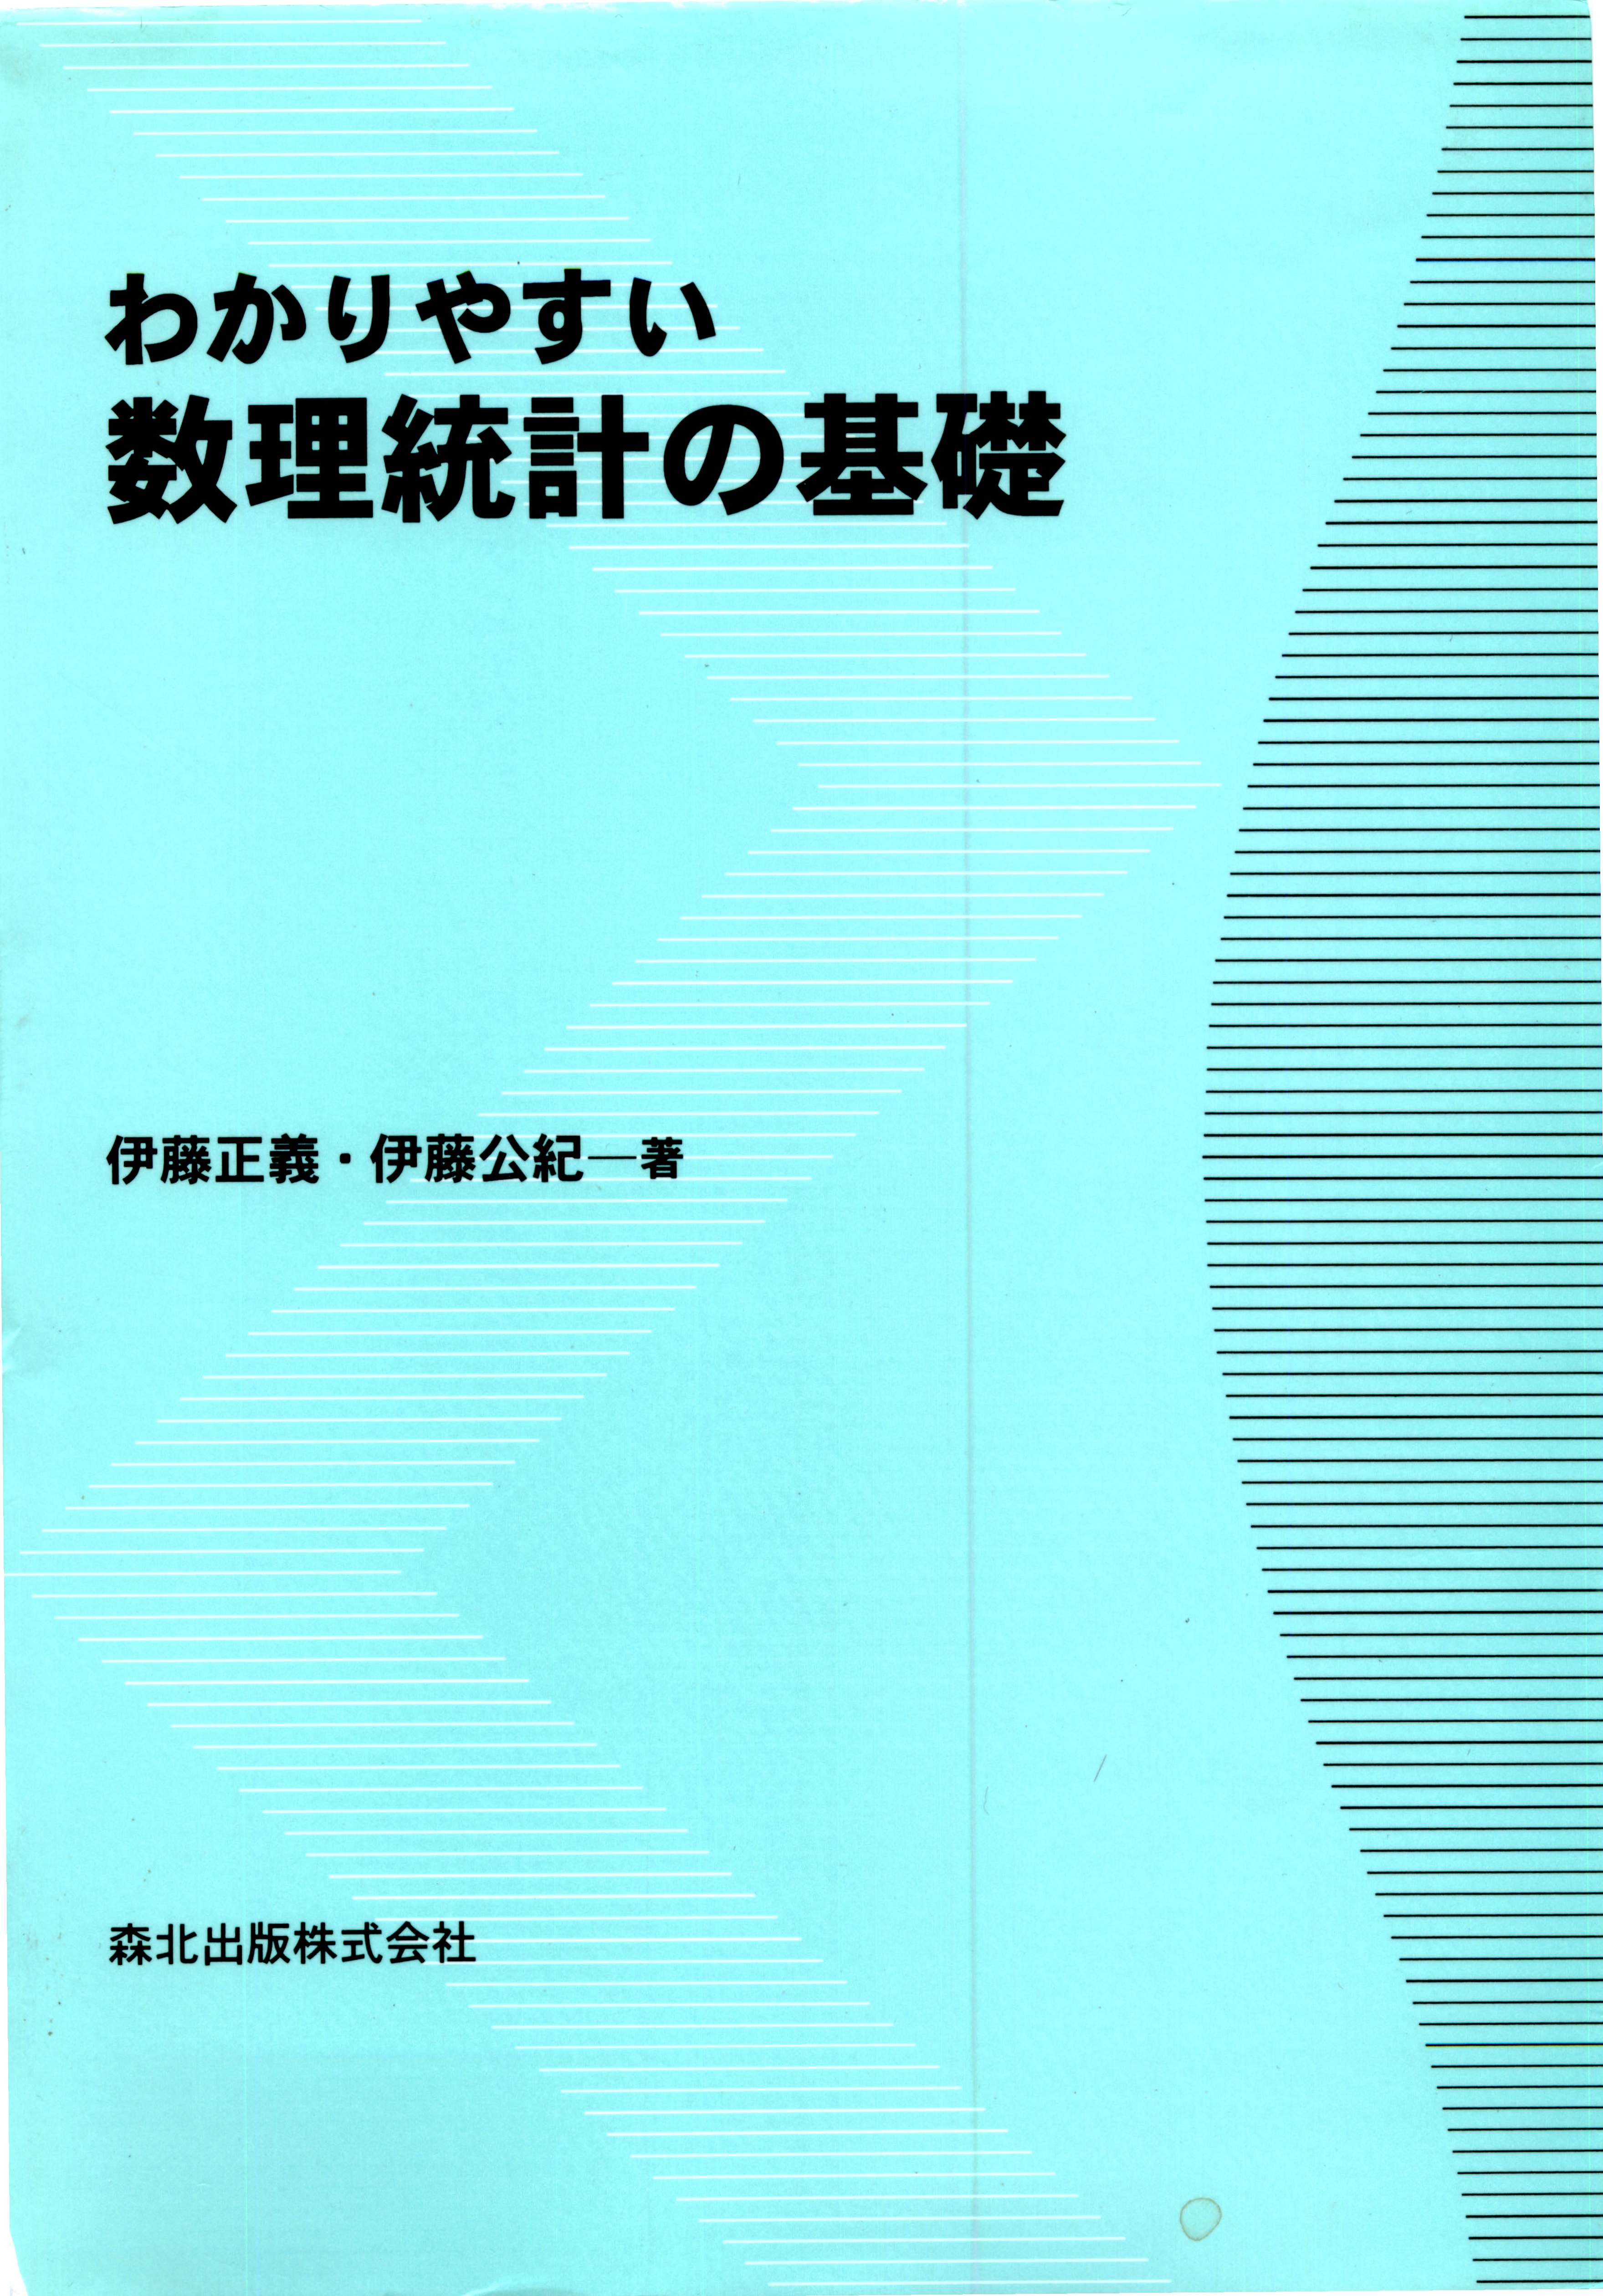 わかりやすい
数理統計の基礎
伊藤正義・伊藤公紀―著
森北出版株式会社